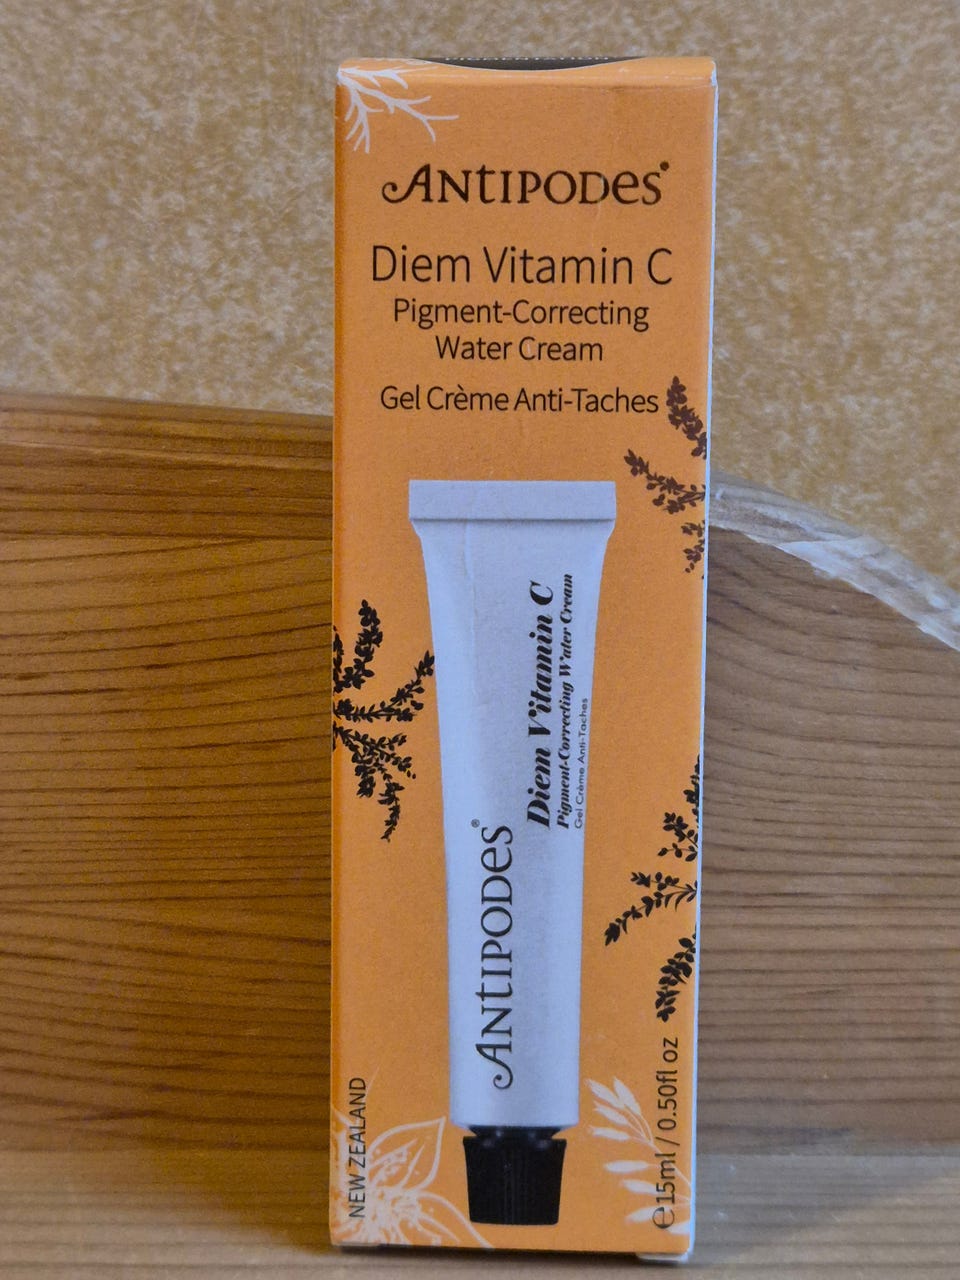 ANTIPODES®
Diem Vitamin C
Pigment-Correcting
Water Cream
Gel Crème Anti-Taches
Diem Vitamin C
Pigment-Correcting Water Cream
Gel Crème Anti-Taches
ANTIPODES®
NEW ZEALAND
℮15ml / 0.50fl oz